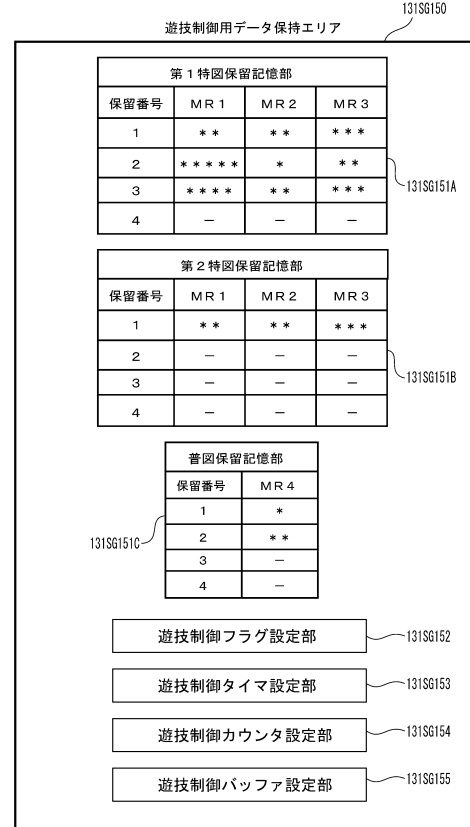 131SG150
遊技制御用データ保持エリア
第１特図保留記憶部
保留番号 ＭＲ１ ＭＲ２ ＭＲ３
1 ** ** ***
2 ***** * **
3 **** ** ***
4 － － －
131SG151A
第２特図保留記憶部
保留番号 ＭＲ１ ＭＲ２ ＭＲ３
1 ** ** ***
2 － － －
3 － － －
4 － － －
131SG151B
普図保留記憶部
保留番号 ＭＲ４
1 *
2 **
3 －
4 －
131SG151C
遊技制御フラグ設定部 131SG152
遊技制御タイマ設定部 131SG153
遊技制御カウンタ設定部 131SG154
遊技制御バッファ設定部 131SG155